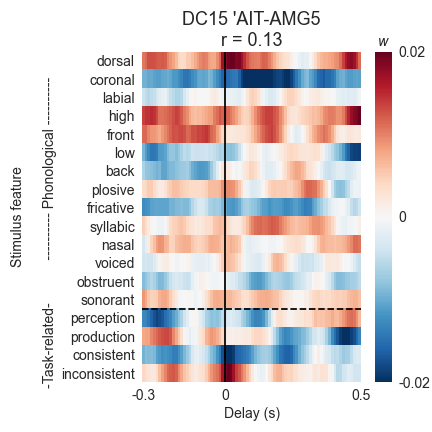 DC15 'AIT-AMG5
r = 0.13
w
dorsal
coronal
labial
high
front
low
back
plosive
fricative
syllabic
nasal
voiced
obstruent
sonorant
perception
production
consistent
inconsistent
Stimulus feature
-Task-related- ---------- Phonological ----------
0.02
0
-0.02
-0.3
0
0.5
Delay (s)